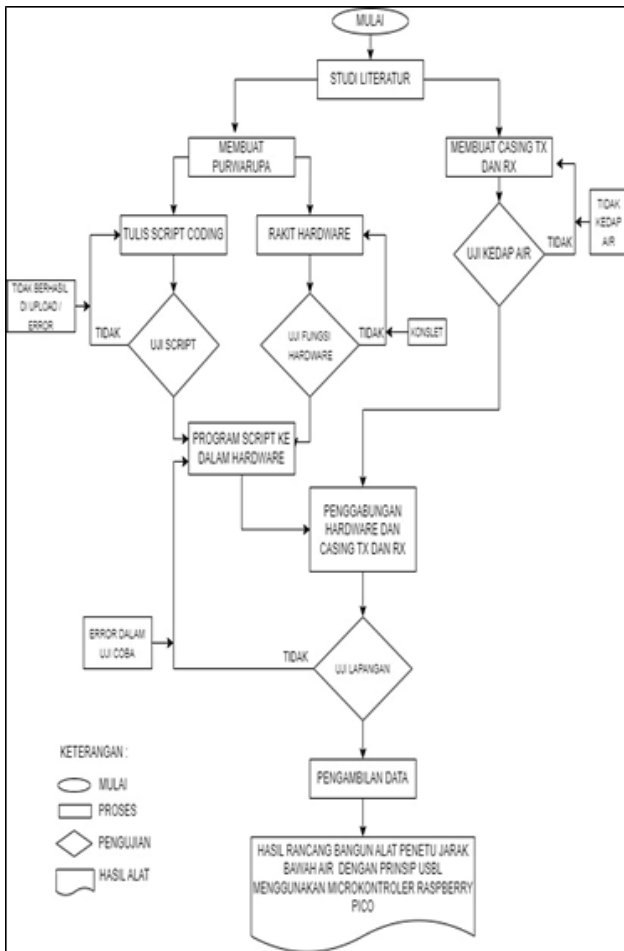 MULAI
STUDI LITERATUR
MEMBUAT
PURWARUPA
MEMBUAT CASING TX
DAN RX
TULIS SCRIPT CODING
RAKIT HARDWARE
TIDAK
KEDAP
AIR
UJI KEDAP AIR
TIDAK
TIDAK BERHASIL
DI UPLOAD /
ERROR
TIDAK
UJI SCRIPT
UJI FUNGSI
HARDWARE
TIDAK
KONSLET
PROGRAM SCRIPT KE
DALAM HARDWARE
PENGGABUNGAN
HARDWARE DAN
CASING TX DAN RX
ERROR DALAM
UJI COBA
TIDAK
UJI LAPANGAN
PENGAMBILAN DATA
HASIL RANCANG BANGUN ALAT PENETU JARAK
BAWAH AIR DENGAN PRINSIP USBL
MENGGUNAKAN MICROKONTROLER RASPBERRY
PICO
KETERANGAN :
MULAI
PROSES
PENGUJIAN
HASIL ALAT